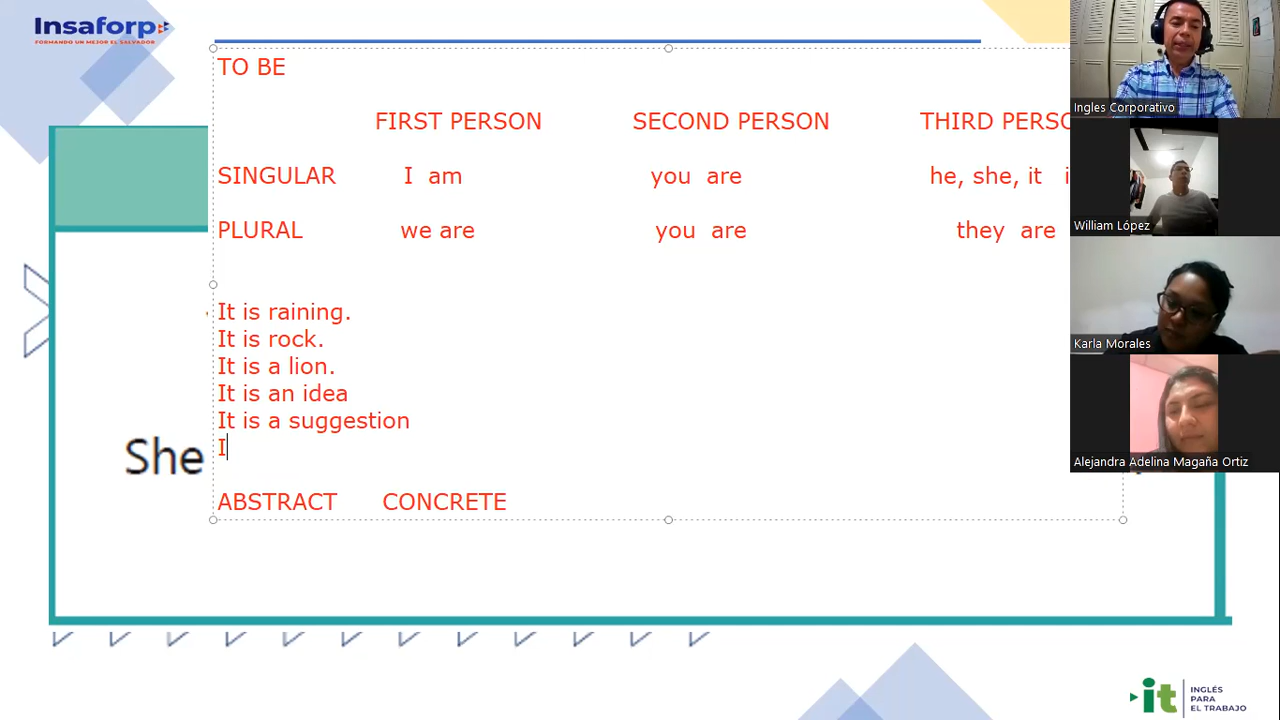 Insaforp
FORMANDO UN MEJOR EL SALVADOR
TO BE
FIRST PERSON SECOND PERSON THIRD
SINGULAR I am you are he, she, it
PLURAL we are you are they are
It is raining.
It is rock.
It is a lion.
It is an idea
It is a suggestion
I
She
ABSTRACT CONCRETE
Ingles Corporativo
William López
Karla Morales
Alejandra Adelina Magaña Ortiz
it
INGLÉS
PARA
EL TRABAJO